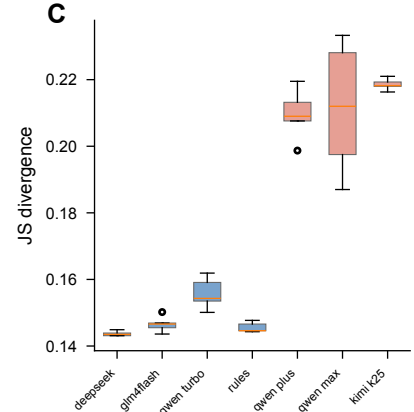 C
JS divergence
0.22
0.20
0.18
0.16
0.14
deepseek
glm4flash
qwen turbo
rules
qwen plus
qwen max
kimi k25